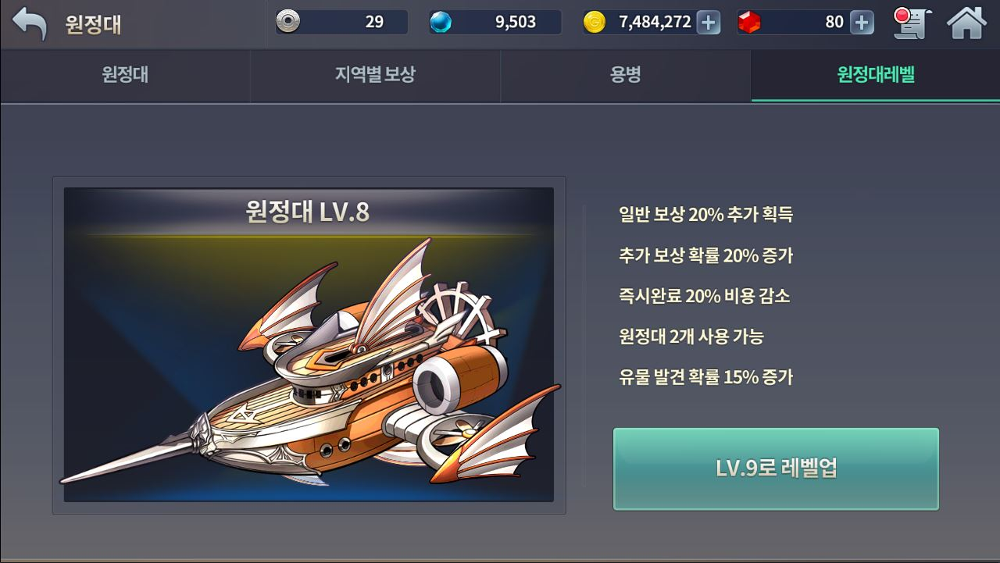 원정대
29
9,503
7,484,272
80
원정대
지역별 보상
용병
원정대레벨
원정대 LV.8
일반 보상 20% 추가 획득
추가 보상 확률 20% 증가
즉시완료 20% 비용 감소
원정대 2개 사용 가능
유물 발견 확률 15% 증가
LV.9로 레벨업